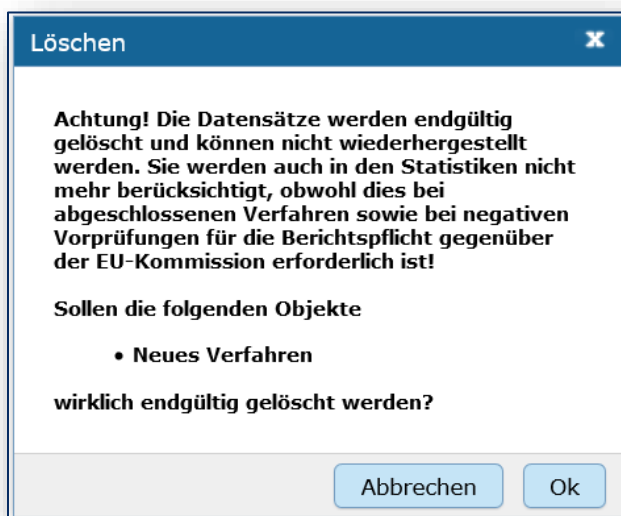 Löschen
x
Achtung! Die Datensätze werden endgültig
gelöscht und können nicht wiederhergestellt
werden. Sie werden auch in den Statistiken nicht
mehr berücksichtigt, obwohl dies bei
abgeschlossenen Verfahren sowie bei negativen
Vorprüfungen für die Berichtspflicht gegenüber
der EU-Kommission erforderlich ist!
Sollen die folgenden Objekte
• Neues Verfahren
wirklich endgültig gelöscht werden?
Abbrechen
Ok